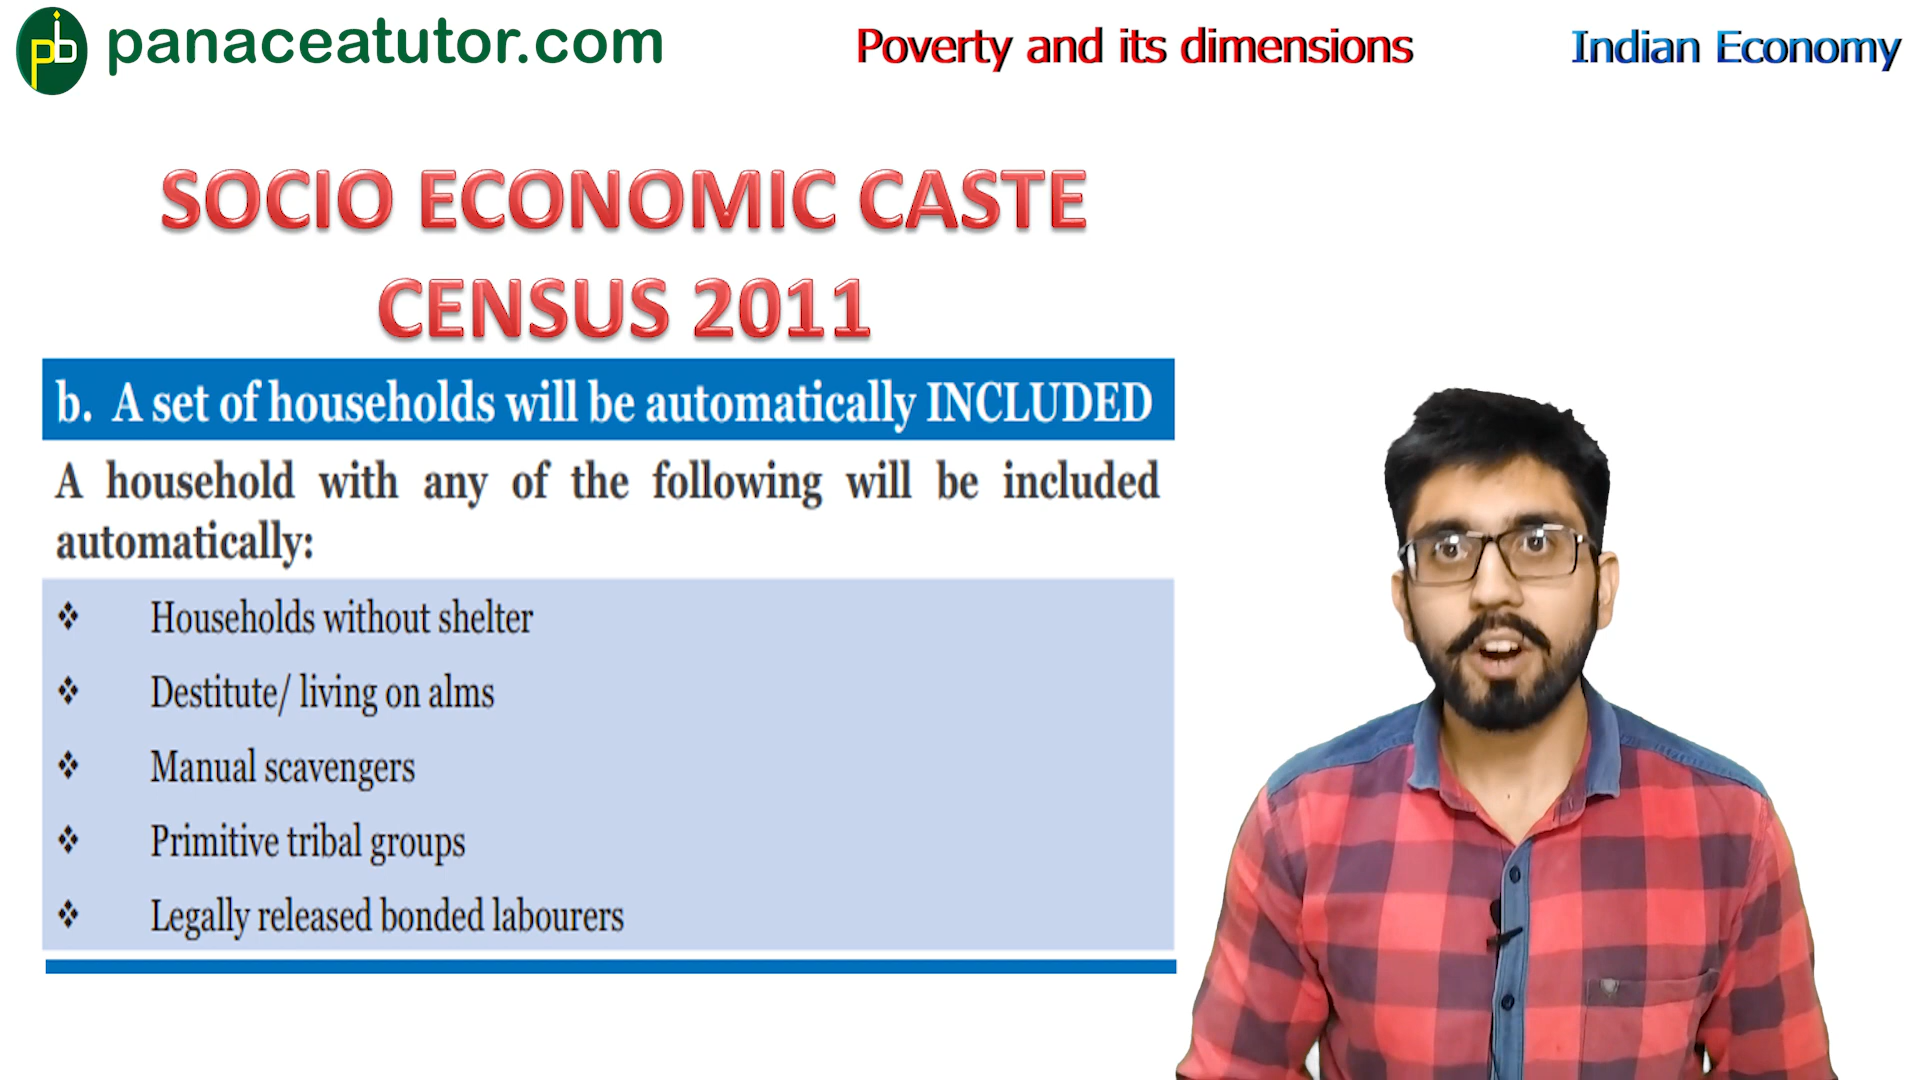 pb panaceatutor.com
Poverty and its dimensions
Indian Economy
SOCIO ECONOMIC CASTE
CENSUS 2011
b. A set of households will be automatically INCLUDED
A household with any of the following will be included
automatically:
❖ Households without shelter
❖ Destitute/ living on alms
❖ Manual scavengers
❖ Primitive tribal groups
❖ Legally released bonded labourers